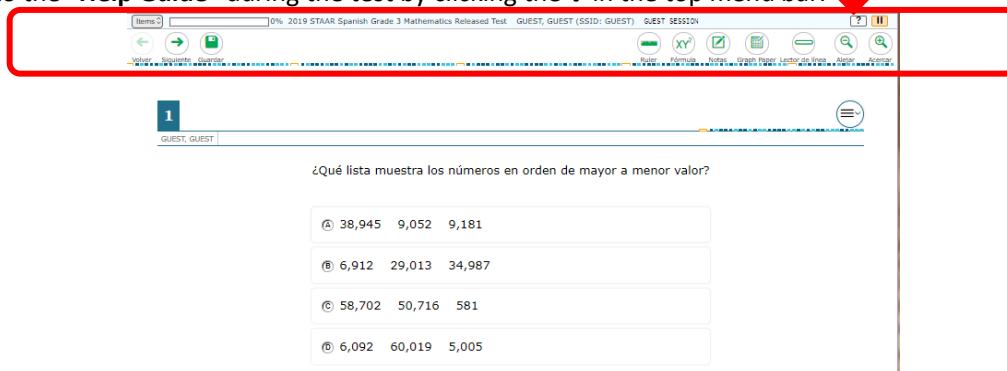 "Help Guide" during the test by clicking the ? in the top menu bar.
Items 0% 2019 STAAR Spanish Grade 3 Mathematics Released Test GUEST, GUEST (SSID: GUEST) GUEST SESSION ?
Volver Siguiente Guardar Ruler Fórmula Notas Graph Paper Lector de línea Alejar Acercar
XY²
1
GUEST, GUEST
¿Qué lista muestra los números en orden de mayor a menor valor?
A 38,945 9,052 9,181
B 6,912 29,013 34,987
C 58,702 50,716 581
D 6,092 60,019 5,005